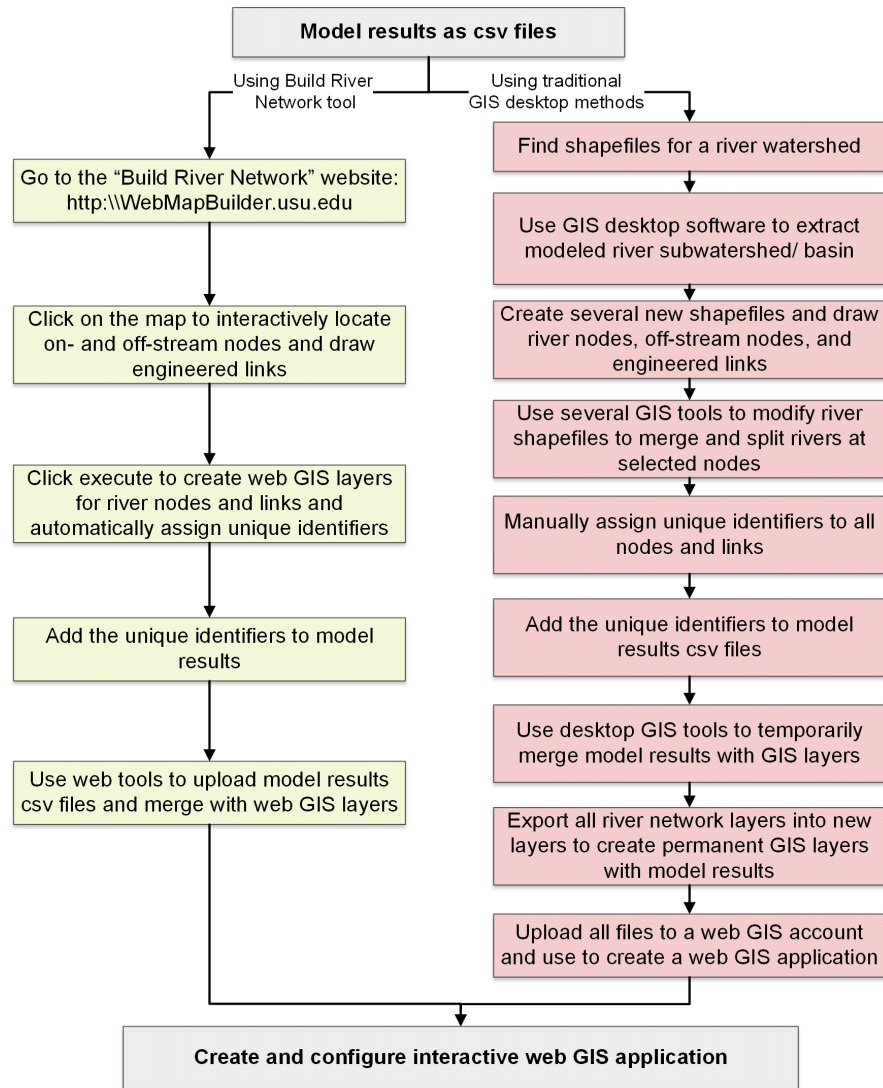 Model results as csv files
Using Build River
Network tool
Using traditional
GIS desktop methods
Go to the “Build River Network” website:
http:\\WebMapBuilder.usu.edu
Click on the map to interactively locate
on- and off-stream nodes and draw
engineered links
Click execute to create web GIS layers
for river nodes and links and
automatically assign unique identifiers
Add the unique identifiers to model
results
Use web tools to upload model results
csv files and merge with web GIS layers
Find shapefiles for a river watershed
Use GIS desktop software to extract
modeled river subwatershed/ basin
Create several new shapefiles and draw
river nodes, off-stream nodes, and
engineered links
Use several GIS tools to modify river
shapefiles to merge and split rivers at
selected nodes
Manually assign unique identifiers to all
nodes and links
Add the unique identifiers to model
results csv files
Use desktop GIS tools to temporarily
merge model results with GIS layers
Export all river network layers into new
layers to create permanent GIS layers
with model results
Upload all files to a web GIS account
and use to create a web GIS application
Create and configure interactive web GIS application